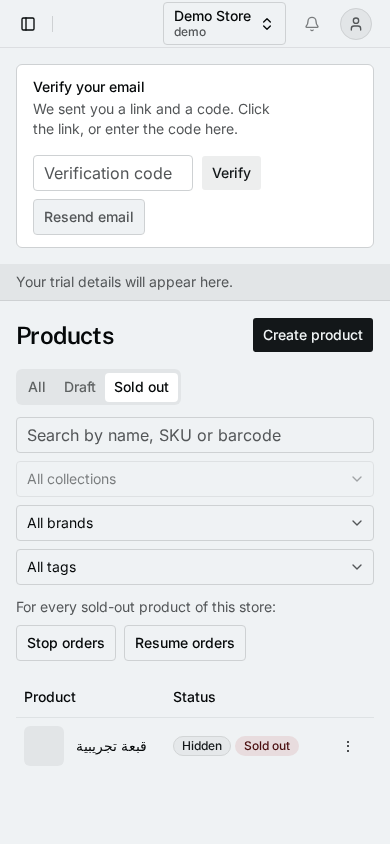 Demo Store
demo
Verify your email
We sent you a link and a code. Click
the link, or enter the code here.
Verification code
Verify
Resend email
Your trial details will appear here.
Products
Create product
All
Draft
Sold out
Search by name, SKU or barcode
All collections
All brands
All tags
For every sold-out product of this store:
Stop orders
Resume orders
Product
Status
قبعة تجريبية
Hidden
Sold out